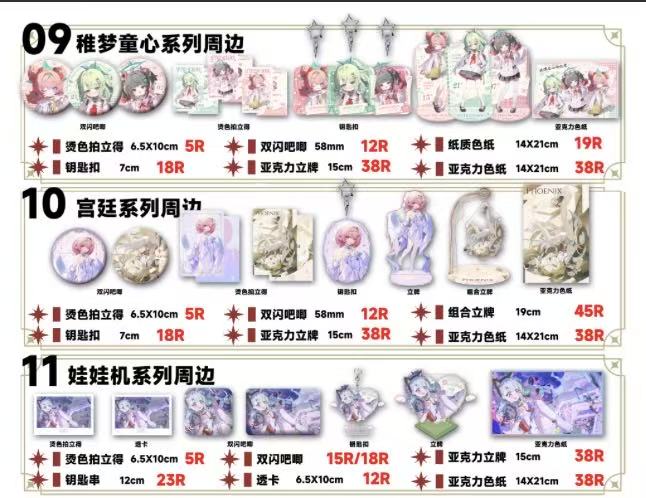 09 稚梦童心系列周边
双闪吧唧 烫色拍立得 钥匙扣 亚克力色纸
烫色拍立得 6.5X10cm 5R 双闪吧唧 58mm 12R 纸质色纸 14X21cm 19R
钥匙扣 7cm 18R 亚克力立牌 15cm 38R 亚克力色纸 14X21cm 38R
10 宫廷系列周边
PHOENIX PHOENIX
双闪吧唧 烫色拍立得 钥匙扣 立牌 组合立牌 亚克力色纸
烫色拍立得 6.5X10cm 5R 双闪吧唧 58mm 12R 组合立牌 19cm 45R
钥匙扣 7cm 18R 亚克力立牌 15cm 38R 亚克力色纸 14X21cm 38R
11 娃娃机系列周边
烫色拍立得 透卡 双闪吧唧 钥匙扣 立牌 亚克力色纸
烫色拍立得 6.5X10cm 5R 双闪吧唧 15R/18R 亚克力立牌 15cm 38R
钥匙串 12cm 23R 透卡 6.5X10cm 12R 亚克力色纸 14X21cm 38R